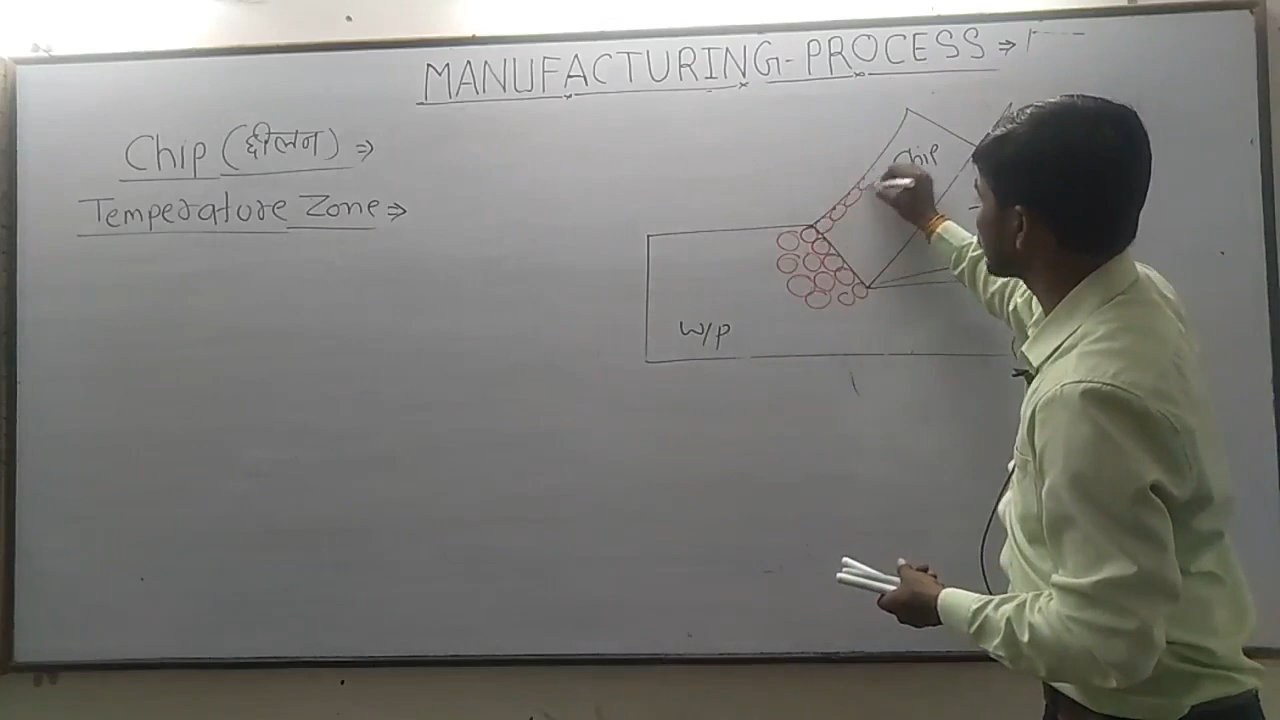 MANUFACTURING-PROCESS ⇒
Chip (छीलन) ⇒
Temperature Zone ⇒
Chip
W/P